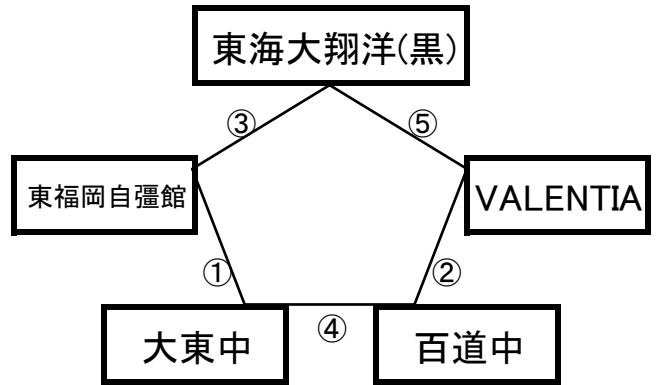 東海大翔洋(黒)
③
⑤
東福岡自彊館
VALENTIA
①
②
大東中
④
百道中